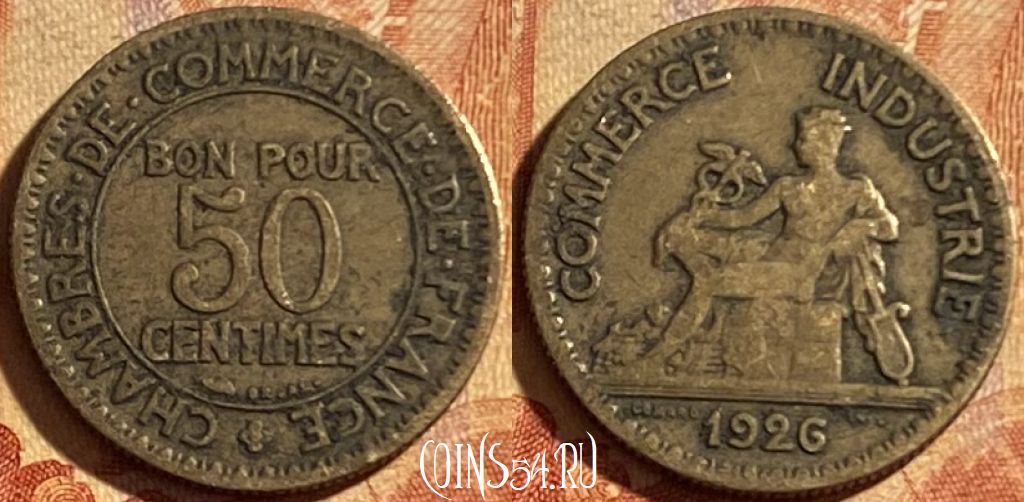 CHAMBRES · DE · COMMERCE · DE · FRANCE
BON POUR
50
CENTIMES
COMMERCE INDUSTRIE
1926
COINS54.RU